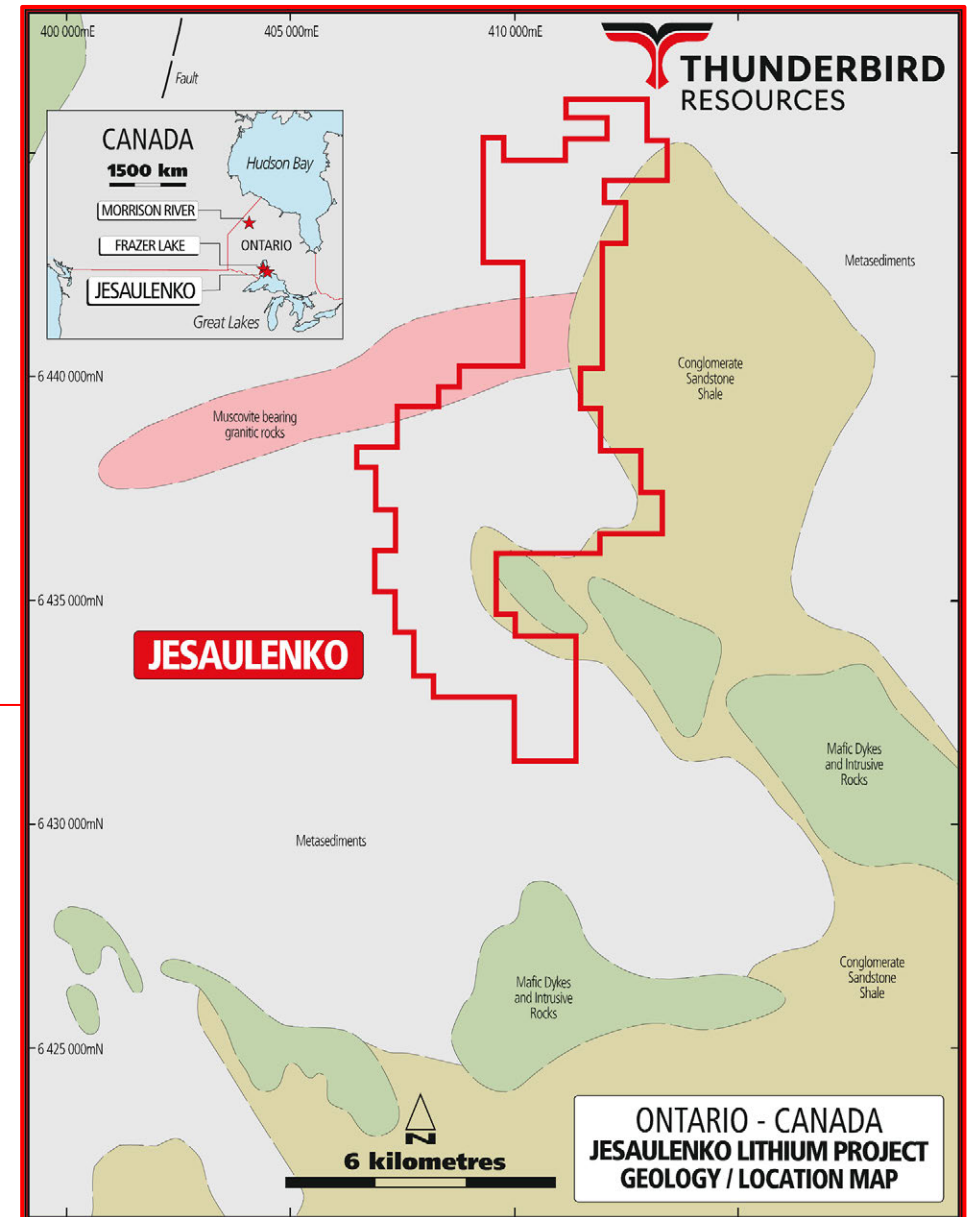 400 000mE
405 000mE
410 000mE
THUNDERBIRD
RESOURCES
Fault
CANADA
1500 km
Hudson Bay
MORRISON RIVER
FRAZER LAKE
ONTARIO
JESAULENKO
Great Lakes
Metasediments
6 440 000mN
Conglomerate
Sandstone
Shale
Muscovite bearing
granitic rocks
6 435 000mN
JESAULENKO
Mafic Dykes
and Intrusive
Rocks
6 430 000mN
Metasediments
Conglomerate
Sandstone
Shale
Mafic Dykes
and Intrusive
Rocks
6 425 000mN
N
6 kilometres
ONTARIO - CANADA
JESAULENKO LITHIUM PROJECT
GEOLOGY / LOCATION MAP